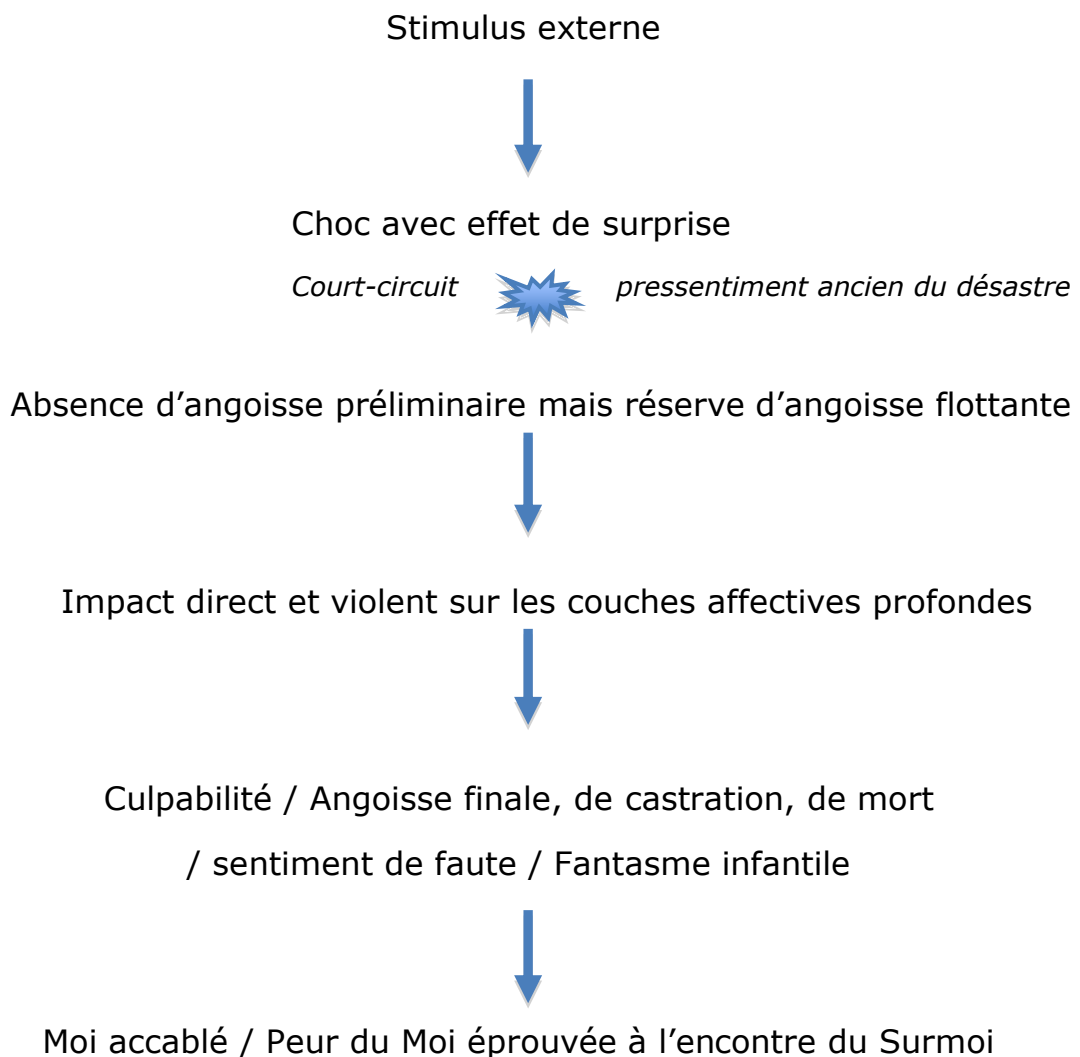 Stimulus externe
Choc avec effet de surprise
Court-circuit pressentiment ancien du désastre
Absence d’angoisse préliminaire mais réserve d’angoisse flottante
Impact direct et violent sur les couches affectives profondes
Culpabilité / Angoisse finale, de castration, de mort
/ sentiment de faute / Fantasme infantile
Moi accablé / Peur du Moi éprouvée à l’encontre du Surmoi